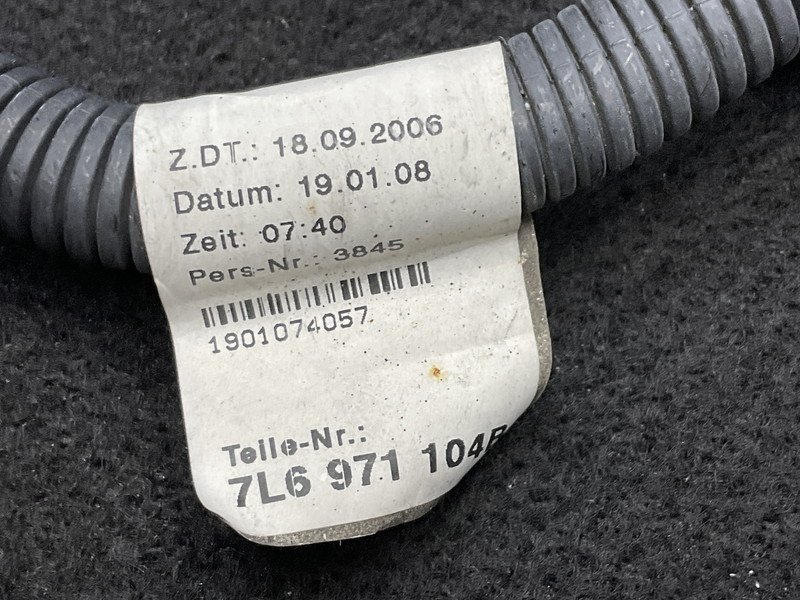 Z.DT.: 18.09.2006
Datum: 19.01.08
Zeit: 07:40
Pers-Nr.: 3845
1901074057
Teile-Nr.:
7L6 971 104